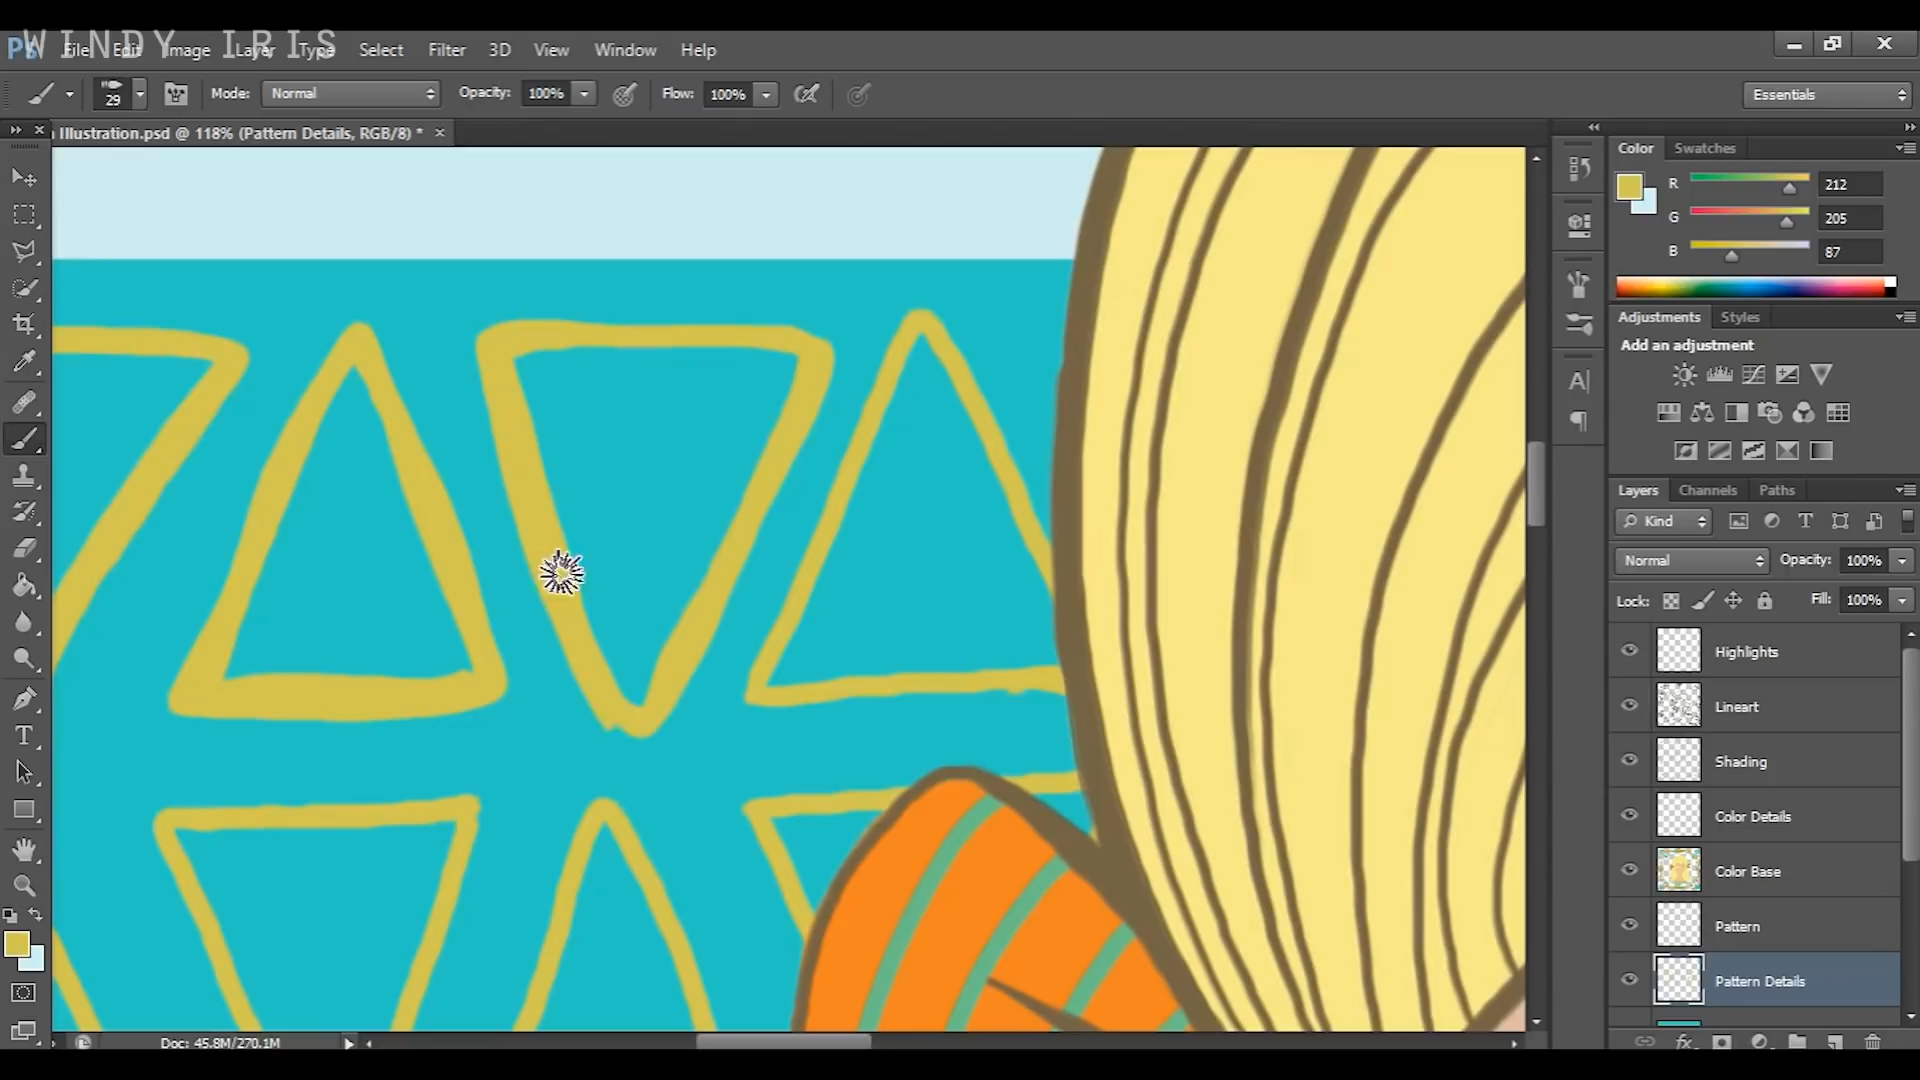 WINDY IRIS
Ps File Edit Image Layer Type Select Filter 3D View Window Help
29 Mode: Normal Opacity: 100% Flow: 100% Essentials
Illustration.psd @ 118% (Pattern Details, RGB/8) *
Color Swatches
R 212
G 205
B 87
Adjustments Styles
Add an adjustment
Layers Channels Paths
Kind
Normal Opacity: 100%
Lock: Fill: 100%
Highlights
Lineart
Shading
Color Details
Color Base
Pattern
Pattern Details
Doc: 45.8M/270.1M